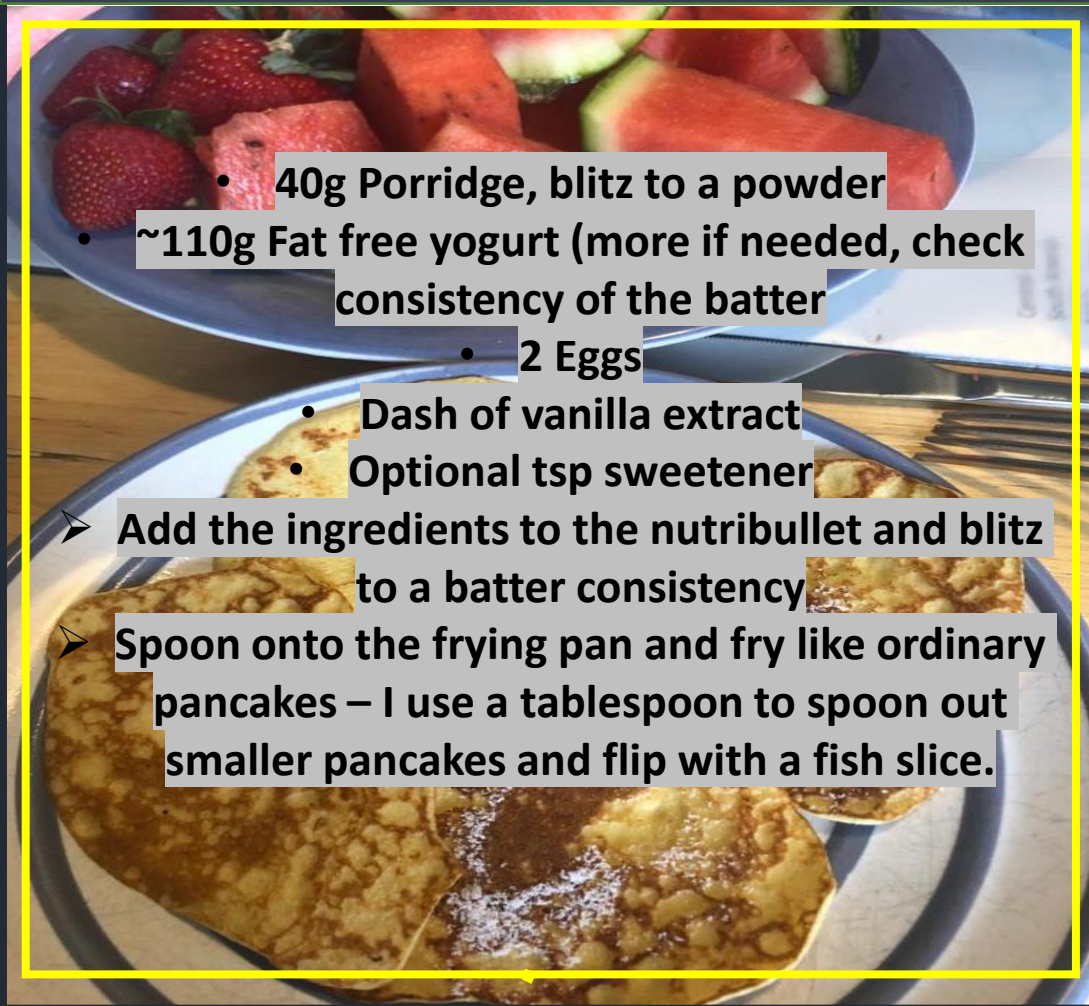 • 40g Porridge, blitz to a powder
• ~110g Fat free yogurt (more if needed, check
consistency of the batter
• 2 Eggs
• Dash of vanilla extract
• Optional tsp sweetener
➢ Add the ingredients to the nutribullet and blitz
to a batter consistency
➢ Spoon onto the frying pan and fry like ordinary
pancakes – I use a tablespoon to spoon out
smaller pancakes and flip with a fish slice.